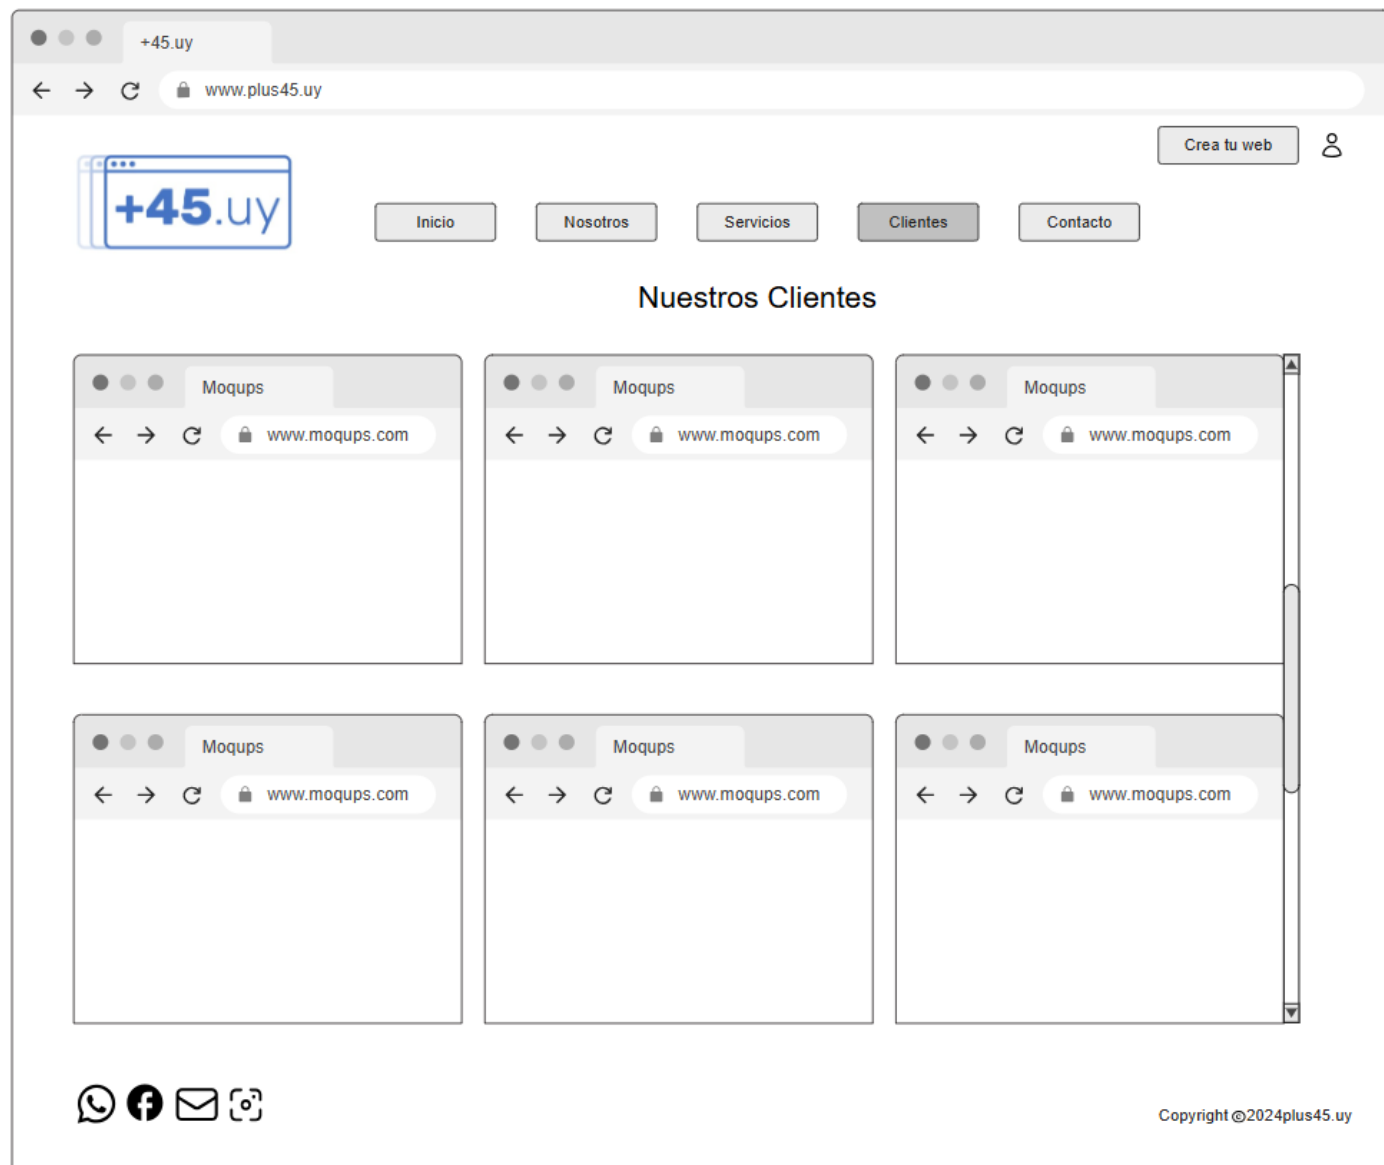 +45.uy
www.plus45.uy
Crea tu web
+45.uy
Inicio Nosotros Servicios Clientes Contacto
Nuestros Clientes
Moqups Moqups Moqups
www.moqups.com www.moqups.com www.moqups.com
Moqups Moqups Moqups
www.moqups.com www.moqups.com www.moqups.com
Copyright ©2024plus45.uy